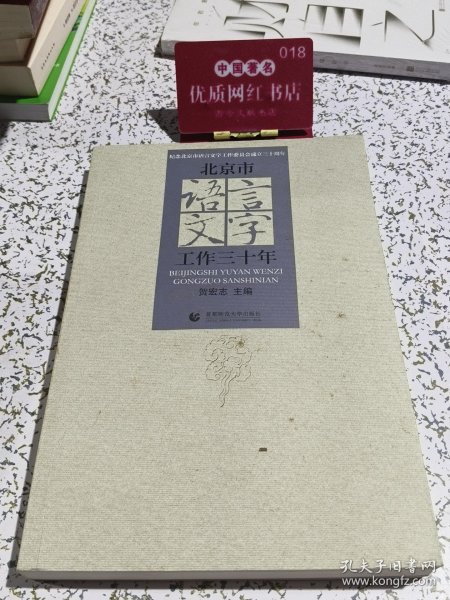 018
中国著名
优质网红书店
纪念北京市语言文字工作委员会成立三十周年
北京市
语言
文字
工作三十年
BEIJINGSHI YUYAN WENZI
GONGZUO SANSHINIAN
贺宏志 主编
首都师范大学出版社
孔夫子旧书网
www.kongfz.com